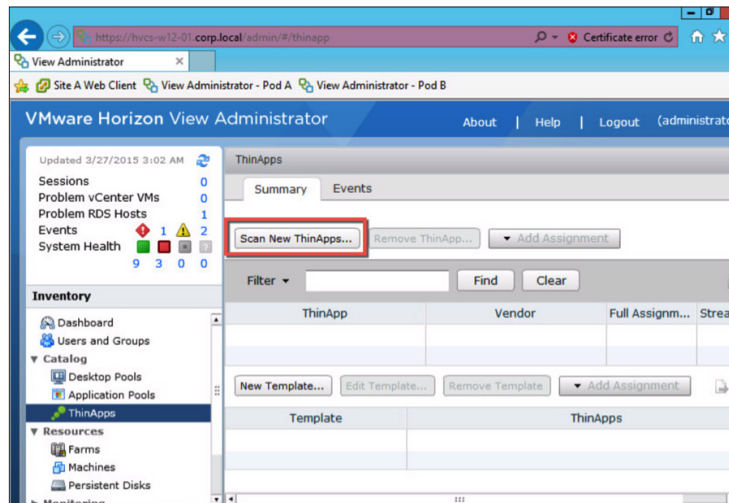 https://hvcs-w12-01.corp.local/admin/#/thinapp
Certificate error
View Administrator
Site A Web Client View Administrator - Pod A View Administrator - Pod B
VMware Horizon View Administrator
About | Help | Logout (administrato
Updated 3/27/2015 3:02 AM
Sessions 0
Problem vCenter VMs 0
Problem RDS Hosts 1
Events 1 2
System Health
9 3 0 0
Inventory
Dashboard
Users and Groups
Catalog
Desktop Pools
Application Pools
ThinApps
Resources
Farms
Machines
Persistent Disks
Monitoring
ThinApps
Summary Events
Scan New ThinApps... Remove ThinApp... Add Assignment
Filter Find Clear
ThinApp Vendor Full Assignm... Strea
New Template... Edit Template... Remove Template Add Assignment
Template ThinApps